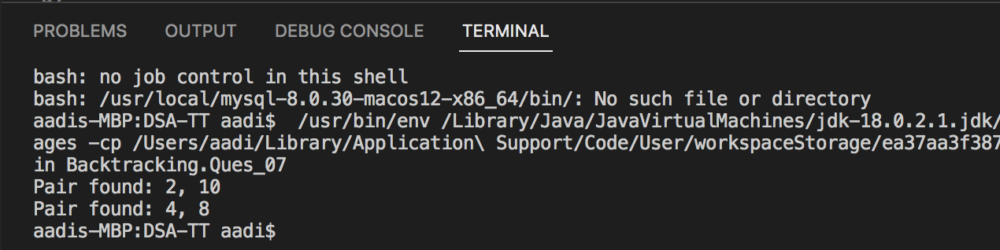 PROBLEMS OUTPUT DEBUG CONSOLE TERMINAL
bash: no job control in this shell
bash: /usr/local/mysql-8.0.30-macos12-x86_64/bin/: No such file or directory
aadis-MBP:DSA-TT aadi$  /usr/bin/env /Library/Java/JavaVirtualMachines/jdk-18.0.2.1.jdk/
ages -cp /Users/aadi/Library/Application\ Support/Code/User/workspaceStorage/ea37aa3f387
in Backtracking.Ques_07
Pair found: 2, 10
Pair found: 4, 8
aadis-MBP:DSA-TT aadi$